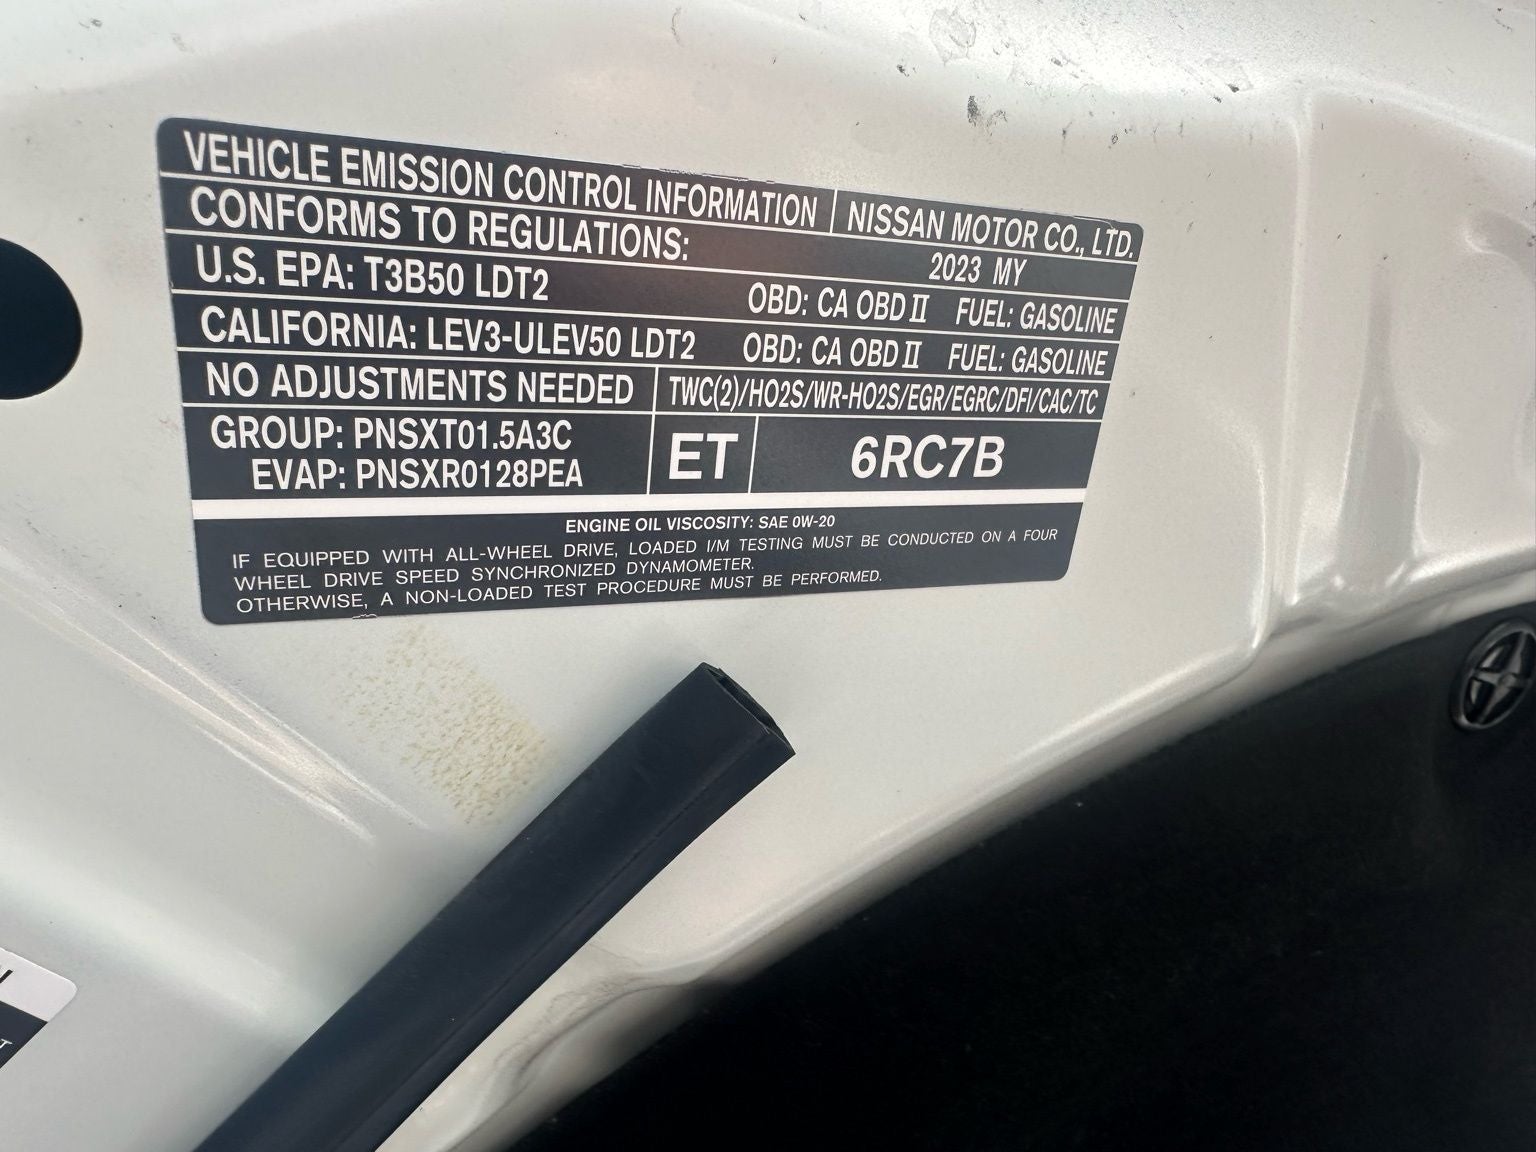 VEHICLE EMISSION CONTROL INFORMATION NISSAN MOTOR CO., LTD.
CONFORMS TO REGULATIONS: 2023 MY
U.S. EPA: T3B50 LDT2 OBD: CA OBD II FUEL: GASOLINE
CALIFORNIA: LEV3-ULEV50 LDT2 OBD: CA OBD II FUEL: GASOLINE
NO ADJUSTMENTS NEEDED TWC(2)/HO2S/WR-HO2S/EGR/EGRC/DFI/CAC/TC
GROUP: PNSXT01.5A3C
EVAP: PNSXR0128PEA
ET 6RC7B
ENGINE OIL VISCOSITY: SAE 0W-20
IF EQUIPPED WITH ALL-WHEEL DRIVE, LOADED I/M TESTING MUST BE CONDUCTED ON A FOUR
WHEEL DRIVE SPEED SYNCHRONIZED DYNAMOMETER.
OTHERWISE, A NON-LOADED TEST PROCEDURE MUST BE PERFORMED.